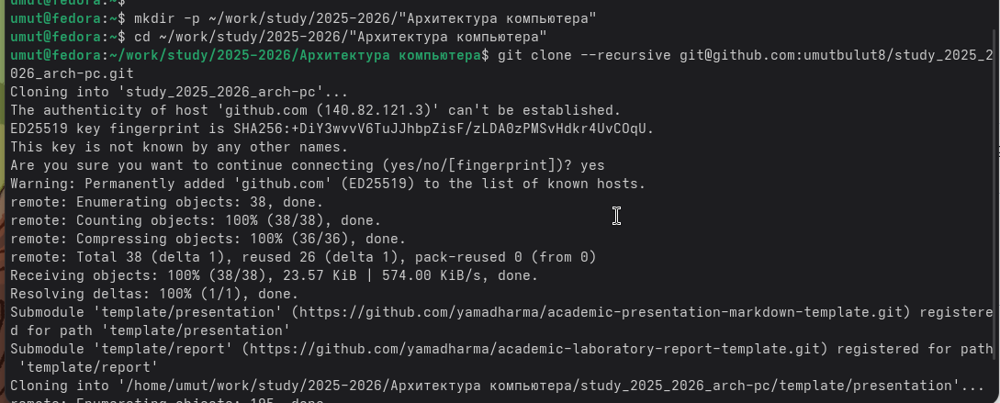 umut@fedora:~$
umut@fedora:~$ mkdir -p ~/work/study/2025-2026/"Архитектура компьютера"
umut@fedora:~$ cd ~/work/study/2025-2026/"Архитектура компьютера"
umut@fedora:~/work/study/2025-2026/Архитектура компьютера$ git clone --recursive git@github.com:umutbulut8/study_2025_2
026_arch-pc.git
Cloning into 'study_2025_2026_arch-pc'...
The authenticity of host 'github.com (140.82.121.3)' can't be established.
ED25519 key fingerprint is SHA256:+DiY3wvvV6TuJJhbpZisF/zLDA0zPMSvHdkr4UvCOqU.
This key is not known by any other names.
Are you sure you want to continue connecting (yes/no/[fingerprint])? yes
Warning: Permanently added 'github.com' (ED25519) to the list of known hosts.
remote: Enumerating objects: 38, done.
remote: Counting objects: 100% (38/38), done.
remote: Compressing objects: 100% (36/36), done.
remote: Total 38 (delta 1), reused 26 (delta 1), pack-reused 0 (from 0)
Receiving objects: 100% (38/38), 23.57 KiB | 574.00 KiB/s, done.
Resolving deltas: 100% (1/1), done.
Submodule 'template/presentation' (https://github.com/yamadharma/academic-presentation-markdown-template.git) registere
d for path 'template/presentation'
Submodule 'template/report' (https://github.com/yamadharma/academic-laboratory-report-template.git) registered for path
 'template/report'
Cloning into '/home/umut/work/study/2025-2026/Архитектура компьютера/study_2025_2026_arch-pc/template/presentation'...
remote: Enumerating objects: done.